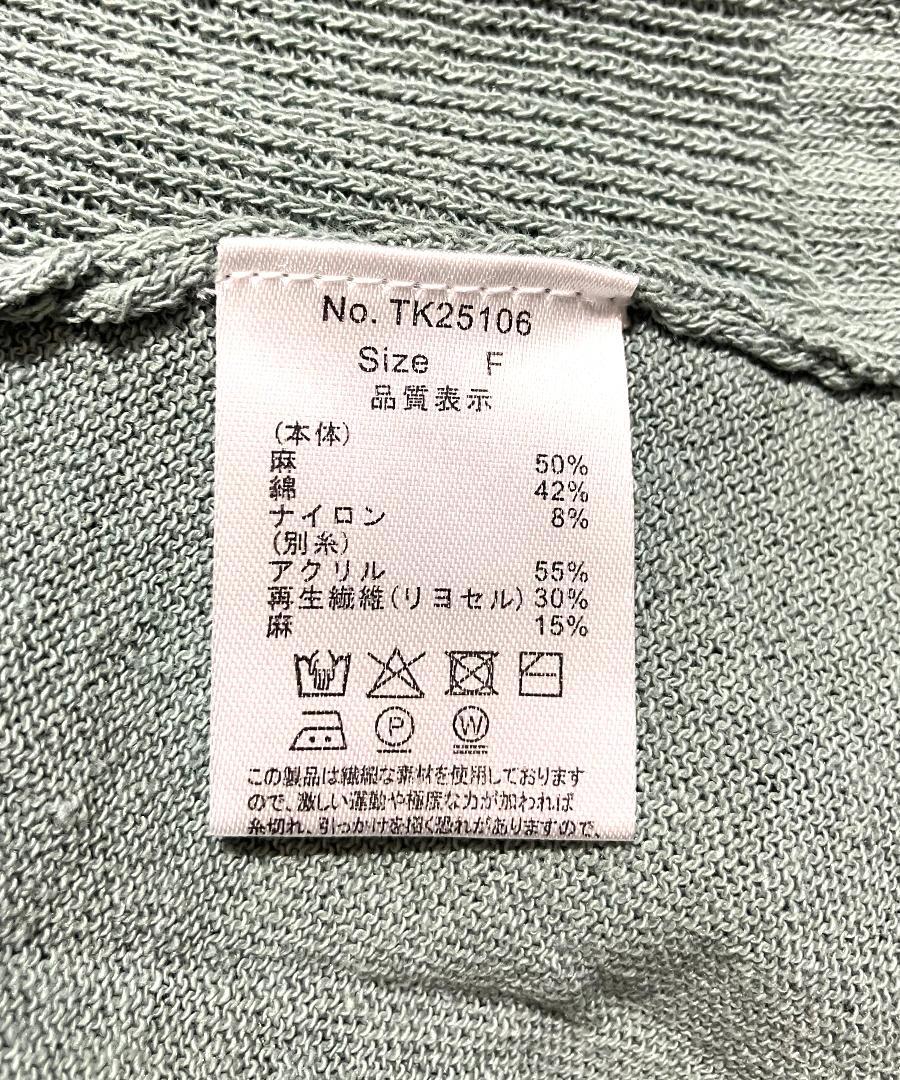 No. TK25106
Size F
品質表示
(本体)
麻 50%
綿 42%
ナイロン 8%
(別糸)
アクリル 55%
再生繊維(リヨセル) 30%
麻 15%
P W
この製品は繊細な素材を使用しております
ので、激しい運動や極度な力が加われば
糸切れ、引っかけを招く恐れがありますので、